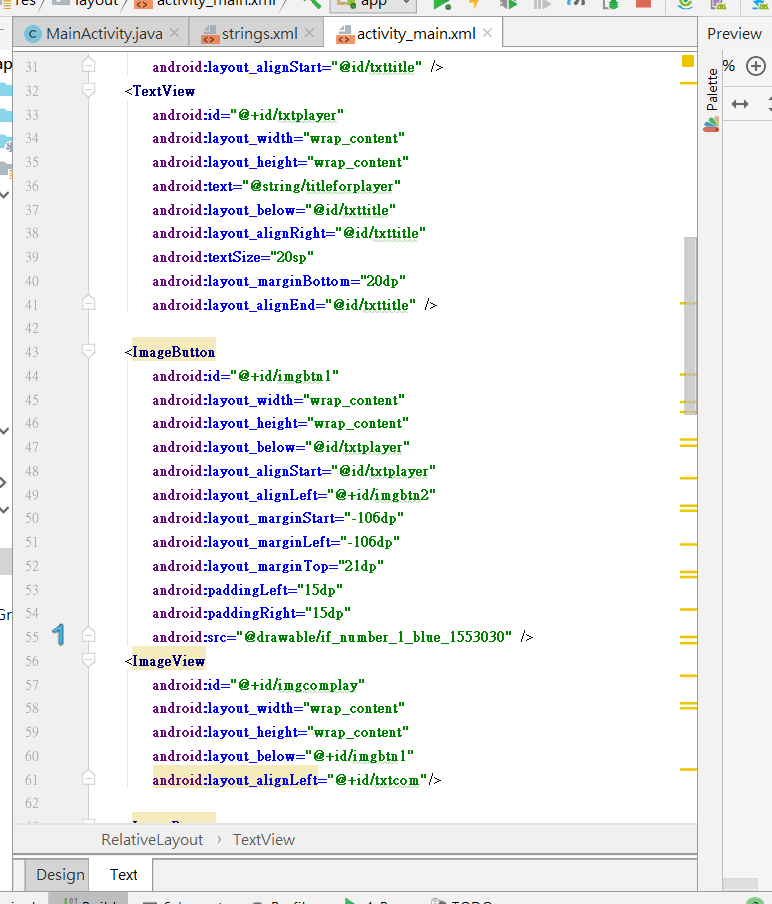 res layout activity_main.xml app
MainActivity.java strings.xml activity_main.xml Preview
31 android:layout_alignStart="@id/txttitle" />
32 <TextView
33 android:id="@+id/txtplayer"
34 android:layout_width="wrap_content"
35 android:layout_height="wrap_content"
36 android:text="@string/titleforplayer"
37 android:layout_below="@id/txttitle"
38 android:layout_alignRight="@id/txttitle"
39 android:textSize="20sp"
40 android:layout_marginBottom="20dp"
41 android:layout_alignEnd="@id/txttitle" />
42
43 <ImageButton
44 android:id="@+id/imgbtn1"
45 android:layout_width="wrap_content"
46 android:layout_height="wrap_content"
47 android:layout_below="@id/txtplayer"
48 android:layout_alignStart="@id/txtplayer"
49 android:layout_alignLeft="@+id/imgbtn2"
50 android:layout_marginStart="-106dp"
51 android:layout_marginLeft="-106dp"
52 android:layout_marginTop="21dp"
53 android:paddingLeft="15dp"
54 android:paddingRight="15dp"
55 1 android:src="@drawable/if_number_1_blue_1553030" />
56 <ImageView
57 android:id="@+id/imgcomplay"
58 android:layout_width="wrap_content"
59 android:layout_height="wrap_content"
60 android:layout_below="@+id/imgbtn1"
61 android:layout_alignLeft="@+id/txtcom"/>
62
RelativeLayout › TextView
Design Text
Palette
%